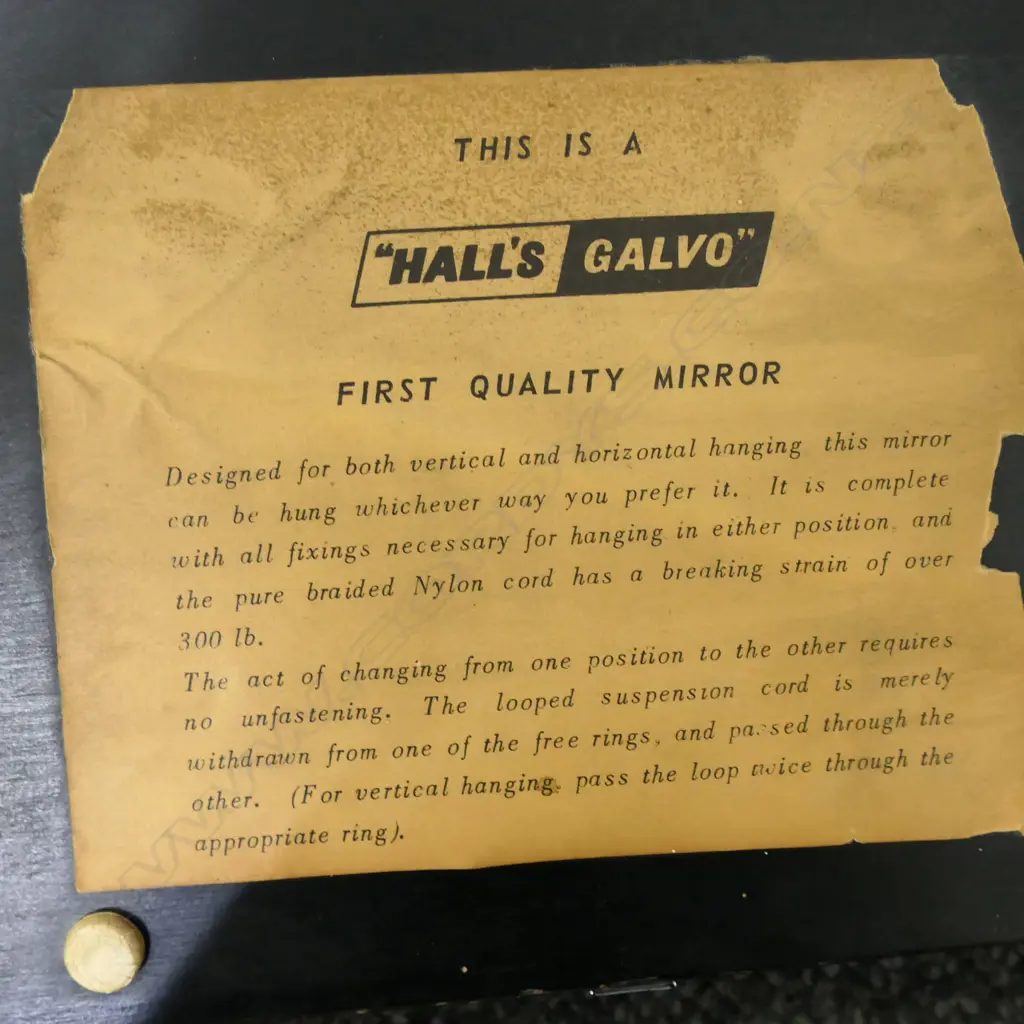 THIS IS A
"HALL'S GALVO"
FIRST QUALITY MIRROR
Designed for both vertical and horizontal hanging this mirror
can be hung whichever way you prefer it. It is complete
with all fixings necessary for hanging in either position, and
the pure braided Nylon cord has a breaking strain of over
300 lb.
The act of changing from one position to the other requires
no unfastening. The looped suspension cord is merely
withdrawn from one of the free rings, and passed through the
other. (For vertical hanging, pass the loop twice through the
appropriate ring).